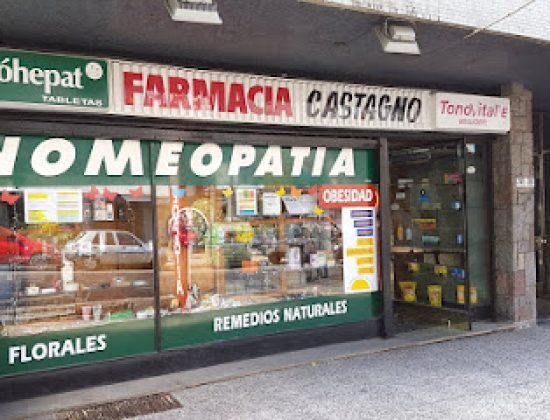 óhepat
TABLETAS
FARMACIA CASTAGNO
Tonovital E
HOMEOPATIA
OBESIDAD
FLORALES
REMEDIOS NATURALES